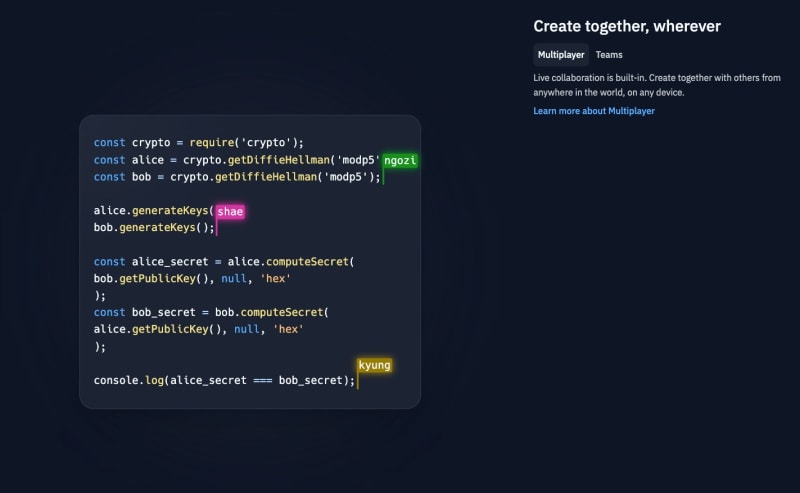 Create together, wherever
Multiplayer Teams
Live collaboration is built-in. Create together with others from
anywhere in the world, on any device.
Learn more about Multiplayer
const crypto = require('crypto');
const alice = crypto.getDiffieHellman('modp5' ngozi
const bob = crypto.getDiffieHellman('modp5');
alice.generateKeys( shae
bob.generateKeys();
const alice_secret = alice.computeSecret(
bob.getPublicKey(), null, 'hex'
);
const bob_secret = bob.computeSecret(
alice.getPublicKey(), null, 'hex'
);
kyung
console.log(alice_secret === bob_secret);